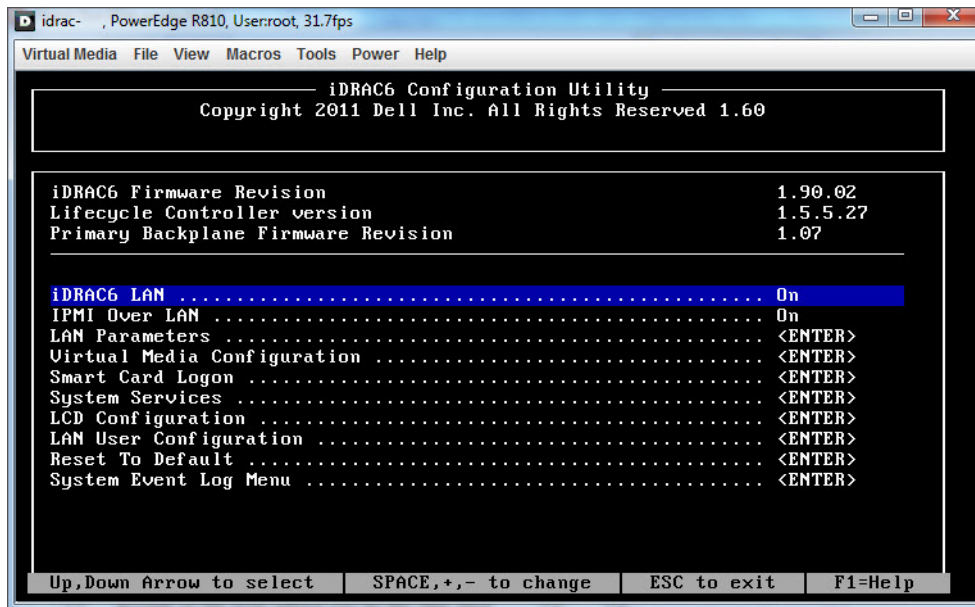 idrac- , PowerEdge R810, User:root, 31.7fps
Virtual Media File View Macros Tools Power Help
iDRAC6 Configuration Utility
Copyright 2011 Dell Inc. All Rights Reserved 1.60
iDRAC6 Firmware Revision 1.90.02
Lifecycle Controller version 1.5.5.27
Primary Backplane Firmware Revision 1.07
iDRAC6 LAN ................................................... On
IPMI Over LAN ................................................ On
LAN Parameters ............................................... <ENTER>
Virtual Media Configuration .................................. <ENTER>
Smart Card Logon ............................................. <ENTER>
System Services .............................................. <ENTER>
LCD Configuration ............................................ <ENTER>
LAN User Configuration ....................................... <ENTER>
Reset To Default ............................................. <ENTER>
System Event Log Menu ........................................ <ENTER>
Up,Down Arrow to select SPACE,+,- to change ESC to exit F1=Help